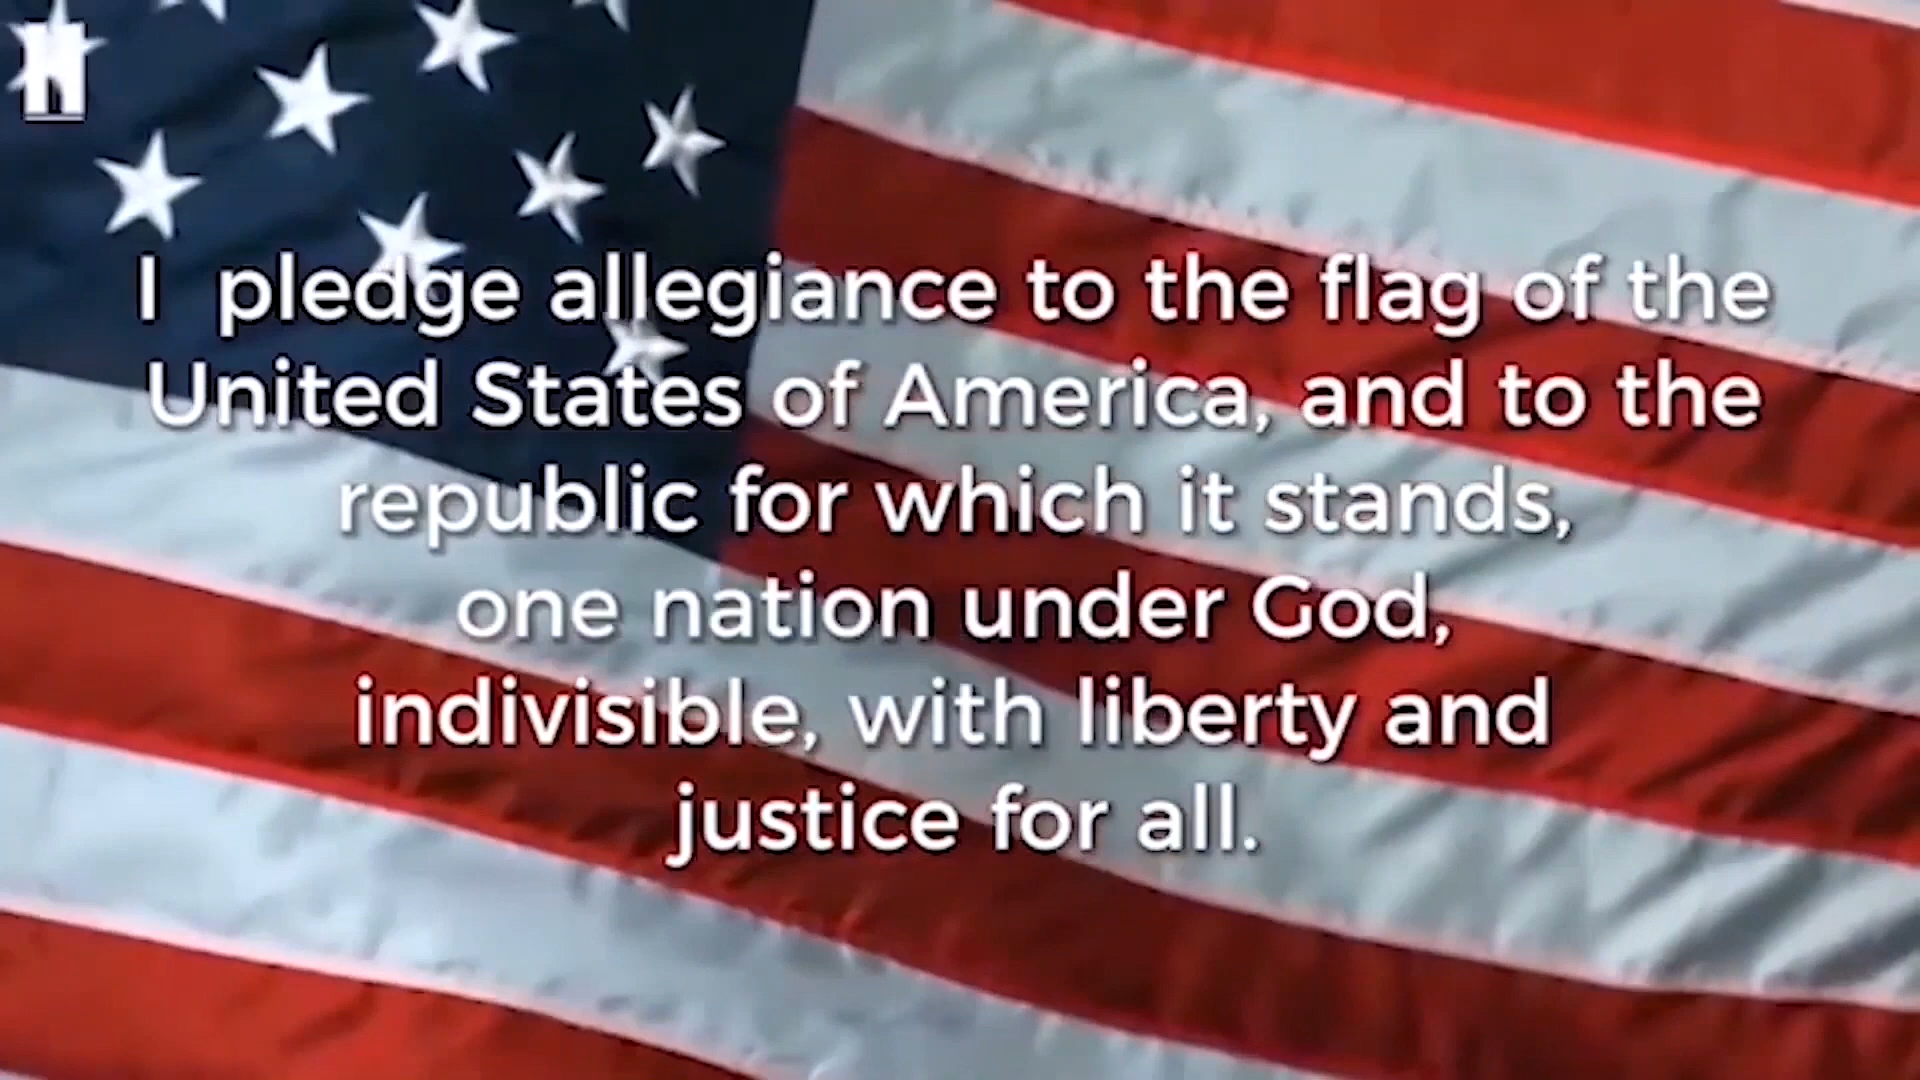 H
I pledge allegiance to the flag of the
United States of America, and to the
republic for which it stands,
one nation under God,
indivisible, with liberty and
justice for all.